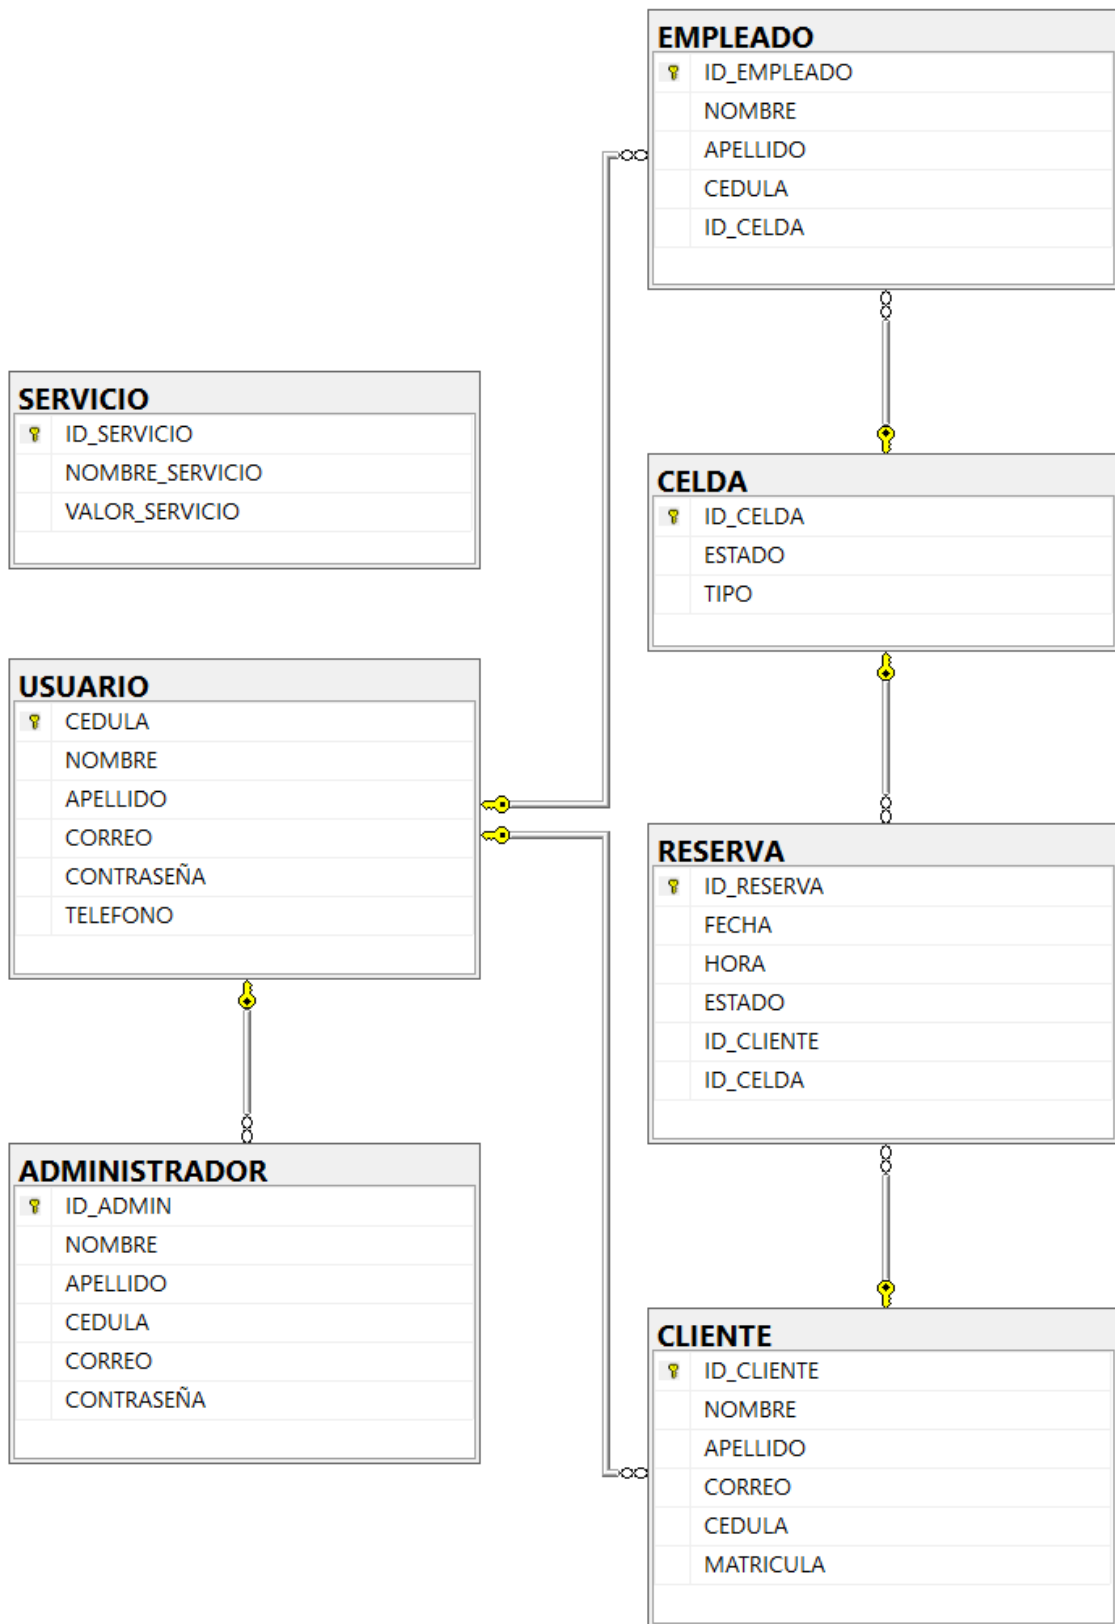 EMPLEADO
ID_EMPLEADO
NOMBRE
APELLIDO
CEDULA
ID_CELDA
SERVICIO
ID_SERVICIO
NOMBRE_SERVICIO
VALOR_SERVICIO
CELDA
ID_CELDA
ESTADO
TIPO
USUARIO
CEDULA
NOMBRE
APELLIDO
CORREO
CONTRASEÑA
TELEFONO
RESERVA
ID_RESERVA
FECHA
HORA
ESTADO
ID_CLIENTE
ID_CELDA
ADMINISTRADOR
ID_ADMIN
NOMBRE
APELLIDO
CEDULA
CORREO
CONTRASEÑA
CLIENTE
ID_CLIENTE
NOMBRE
APELLIDO
CORREO
CEDULA
MATRICULA